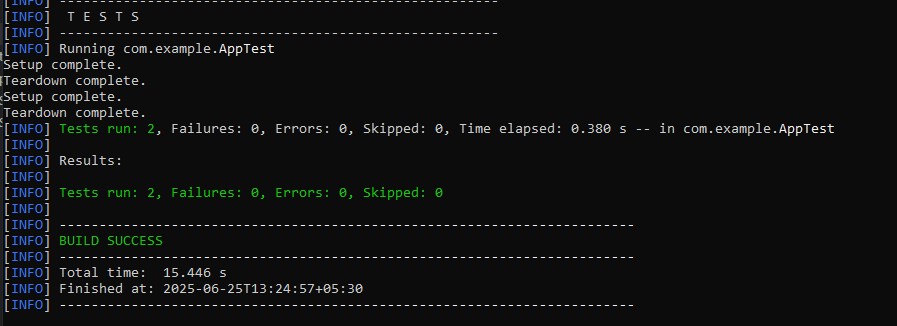 [INFO] -------------------------------------------------------
[INFO]  T E S T S
[INFO] -------------------------------------------------------
[INFO] Running com.example.AppTest
Setup complete.
Teardown complete.
Setup complete.
Teardown complete.
[INFO] Tests run: 2, Failures: 0, Errors: 0, Skipped: 0, Time elapsed: 0.380 s -- in com.example.AppTest
[INFO]
[INFO] Results:
[INFO]
[INFO] Tests run: 2, Failures: 0, Errors: 0, Skipped: 0
[INFO]
[INFO] ------------------------------------------------------------------------
[INFO] BUILD SUCCESS
[INFO] ------------------------------------------------------------------------
[INFO] Total time:  15.446 s
[INFO] Finished at: 2025-06-25T13:24:57+05:30
[INFO] ------------------------------------------------------------------------